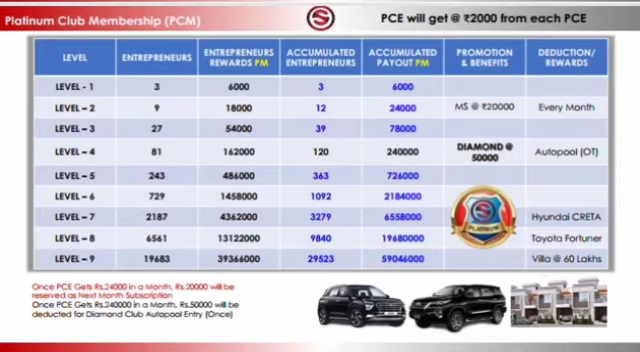 Platinum Club Membership (PCM)
PCE will get @ ₹2000 from each PCE
LEVEL ENTREPRENEURS ENTREPRENEURS REWARDS PM ACCUMULATED ENTREPRENEURS ACCUMULATED PAYOUT PM PROMOTION & BENEFITS DEDUCTION/ REWARDS
LEVEL - 1 3 6000 3 6000
LEVEL – 2 9 18000 12 24000 MS @ ₹20000 Every Month
LEVEL – 3 27 54000 39 78000
LEVEL – 4 81 162000 120 240000 DIAMOND @ 50000 Autopool (OT)
LEVEL – 5 243 486000 363 726000
LEVEL – 6 729 1458000 1092 2184000
LEVEL – 7 2187 4362000 3279 6558000 Hyundai CRETA
LEVEL – 8 6561 13122000 9840 19680000 Toyota Fortuner
LEVEL – 9 19683 39366000 29523 59046000 Villa @ 60 Lakhs
PLATINUM
Once PCE Gets Rs.24000 in a Month, Rs.20000 will be
reserved as Next Month Subscription
Once PCE Gets Rs.240000 in a Month, Rs.50000 will be
deducted for Diamond Club Autopool Entry (Once)